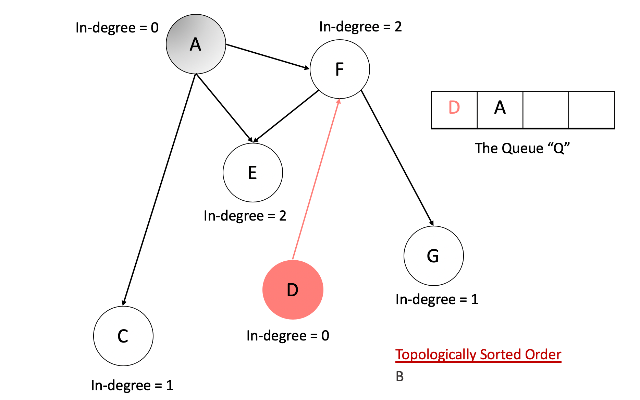 In-degree = 0
A
In-degree = 2
F
D A
The Queue “Q”
E
In-degree = 2
G
In-degree = 1
D
In-degree = 0
C
In-degree = 1
Topologically Sorted Order
B